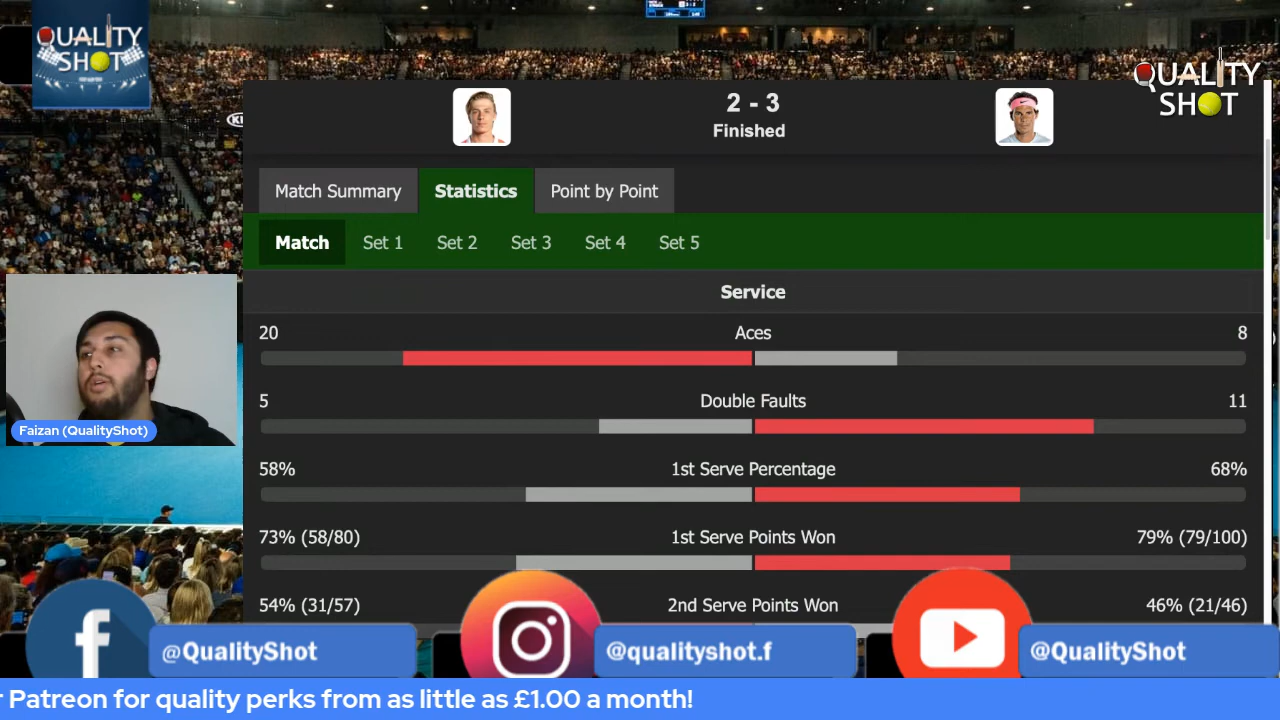 QUALITY
SHOT
QUALITY
SHOT
2 - 3
Finished
Match Summary
Statistics
Point by Point
Match
Set 1
Set 2
Set 3
Set 4
Set 5
Service
20
Aces
8
5
Double Faults
11
58%
1st Serve Percentage
68%
73% (58/80)
1st Serve Points Won
79% (79/100)
54% (31/57)
2nd Serve Points Won
46% (21/46)
Faizan (QualityShot)
@QualityShot
@qualityshot.f
@QualityShot
Patreon for quality perks from as little as £1.00 a month!